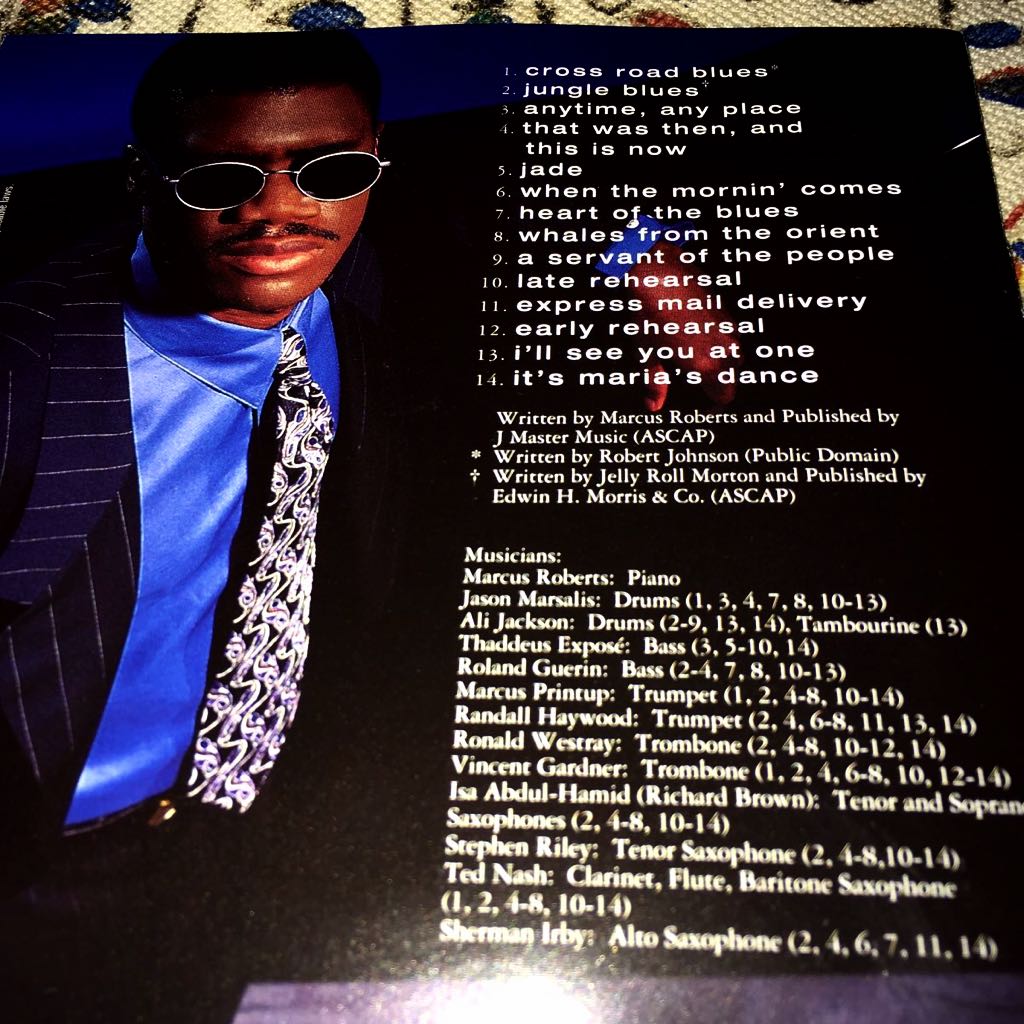 1. cross road blues*
2. jungle blues†
3. anytime, any place
4. that was then, and
this is now
5. jade
6. when the mornin' comes
7. heart of the blues
8. whales from the orient
9. a servant of the people
10. late rehearsal
11. express mail delivery
12. early rehearsal
13. i'll see you at one
14. it's maria's dance
Written by Marcus Roberts and Published by
J Master Music (ASCAP)
* Written by Robert Johnson (Public Domain)
† Written by Jelly Roll Morton and Published by
Edwin H. Morris & Co. (ASCAP)
Musicians:
Marcus Roberts: Piano
Jason Marsalis: Drums (1, 3, 4, 7, 8, 10-13)
Ali Jackson: Drums (2-9, 13, 14), Tambourine (13)
Thaddeus Exposé: Bass (3, 5-10, 14)
Roland Guerin: Bass (2-4, 7, 8, 10-13)
Marcus Printup: Trumpet (1, 2, 4-8, 10-14)
Randall Haywood: Trumpet (2, 4, 6-8, 11, 13, 14)
Ronald Westray: Trombone (2, 4-8, 10-12, 14)
Vincent Gardner: Trombone (1, 2, 4, 6-8, 10, 12-14)
Isa Abdul-Hamid (Richard Brown): Tenor and Soprano
Saxophones (2, 4-8, 10-14)
Stephen Riley: Tenor Saxophone (2, 4-8,10-14)
Ted Nash: Clarinet, Flute, Baritone Saxophone
(1, 2, 4-8, 10-14)
Sherman Irby: Alto Saxophone (2, 4, 6, 7, 11, 14)
laws.